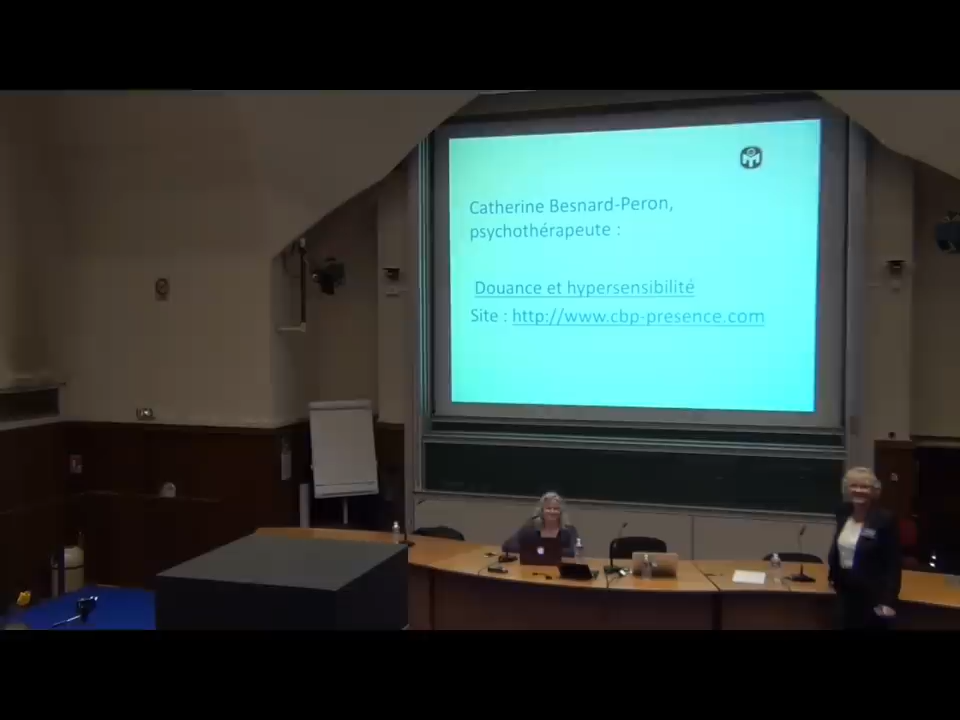 Catherine Besnard-Peron,
psychothérapeute :
Douance et hypersensibilité
Site : http://www.cbp-presence.com